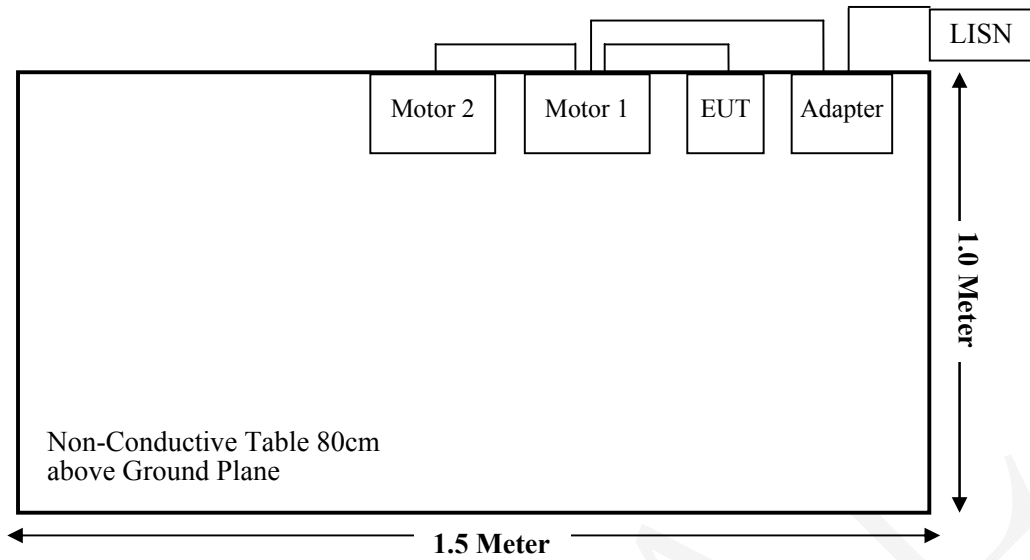 LISN
Motor 2
Motor 1
EUT
Adapter
1.0 Meter
Non-Conductive Table 80cm
above Ground Plane
1.5 Meter